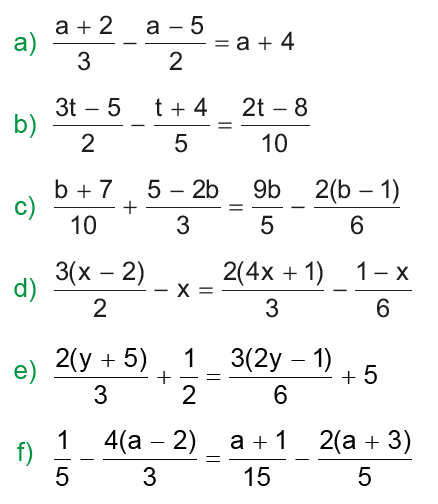 a) (a + 2)/3 − (a − 5)/2 = a + 4
b) (3t − 5)/2 − (t + 4)/5 = (2t − 8)/10
c) (b + 7)/10 + (5 − 2b)/3 = 9b/5 − 2(b − 1)/6
d) 3(x − 2)/2 − x = 2(4x + 1)/3 − (1 − x)/6
e) 2(y + 5)/3 + 1/2 = 3(2y − 1)/6 + 5
f) 1/5 − 4(a − 2)/3 = (a + 1)/15 − 2(a + 3)/5